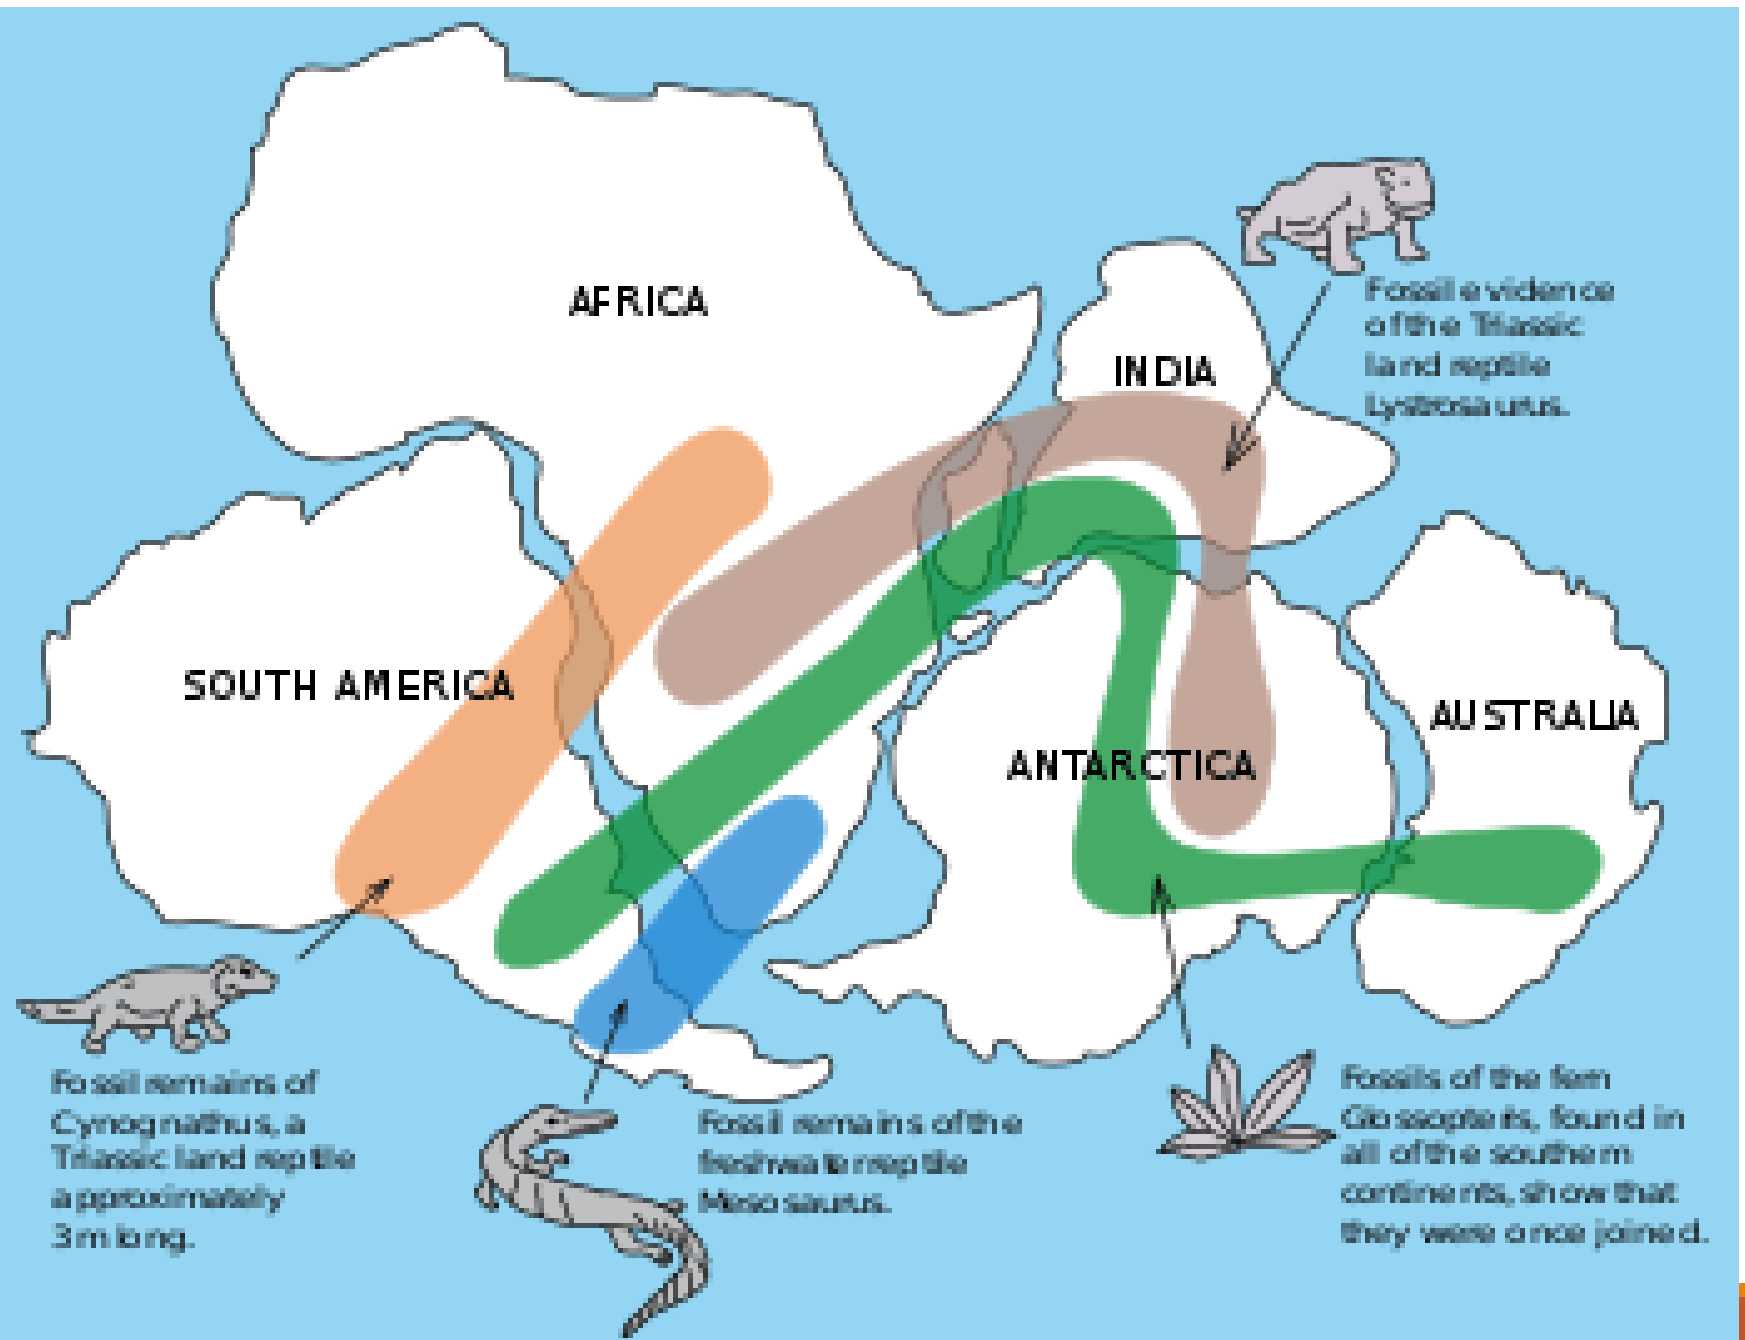 AFRICA
INDIA
SOUTH AMERICA
ANTARCTICA
AUSTRALIA
Fossil evidence
of the Triassic
land reptile
Lystrosaurus.
Fossil remains of
Cynognathus, a
Triassic land reptile
approximately
3m long.
Fossil remains of the
freshwater reptile
Mesosaurus.
Fossils of the fern
Glossopteris, found in
all of the southern
continents, show that
they were once joined.